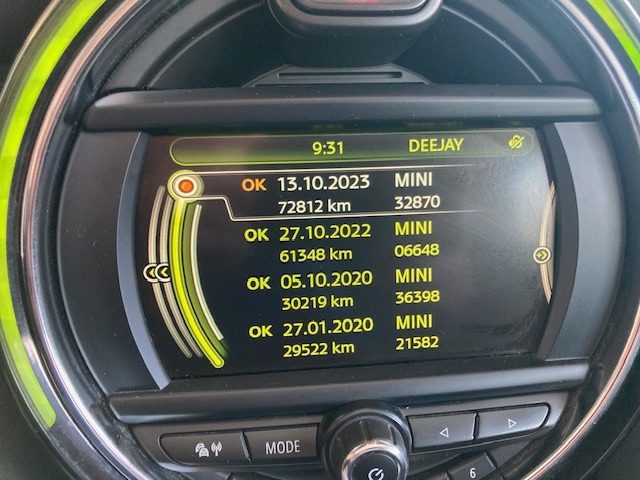 9:31 DEEJAY
OK 13.10.2023 MINI
72812 km 32870
OK 27.10.2022 MINI
61348 km 06648
OK 05.10.2020 MINI
30219 km 36398
OK 27.01.2020 MINI
29522 km 21582
MODE
6